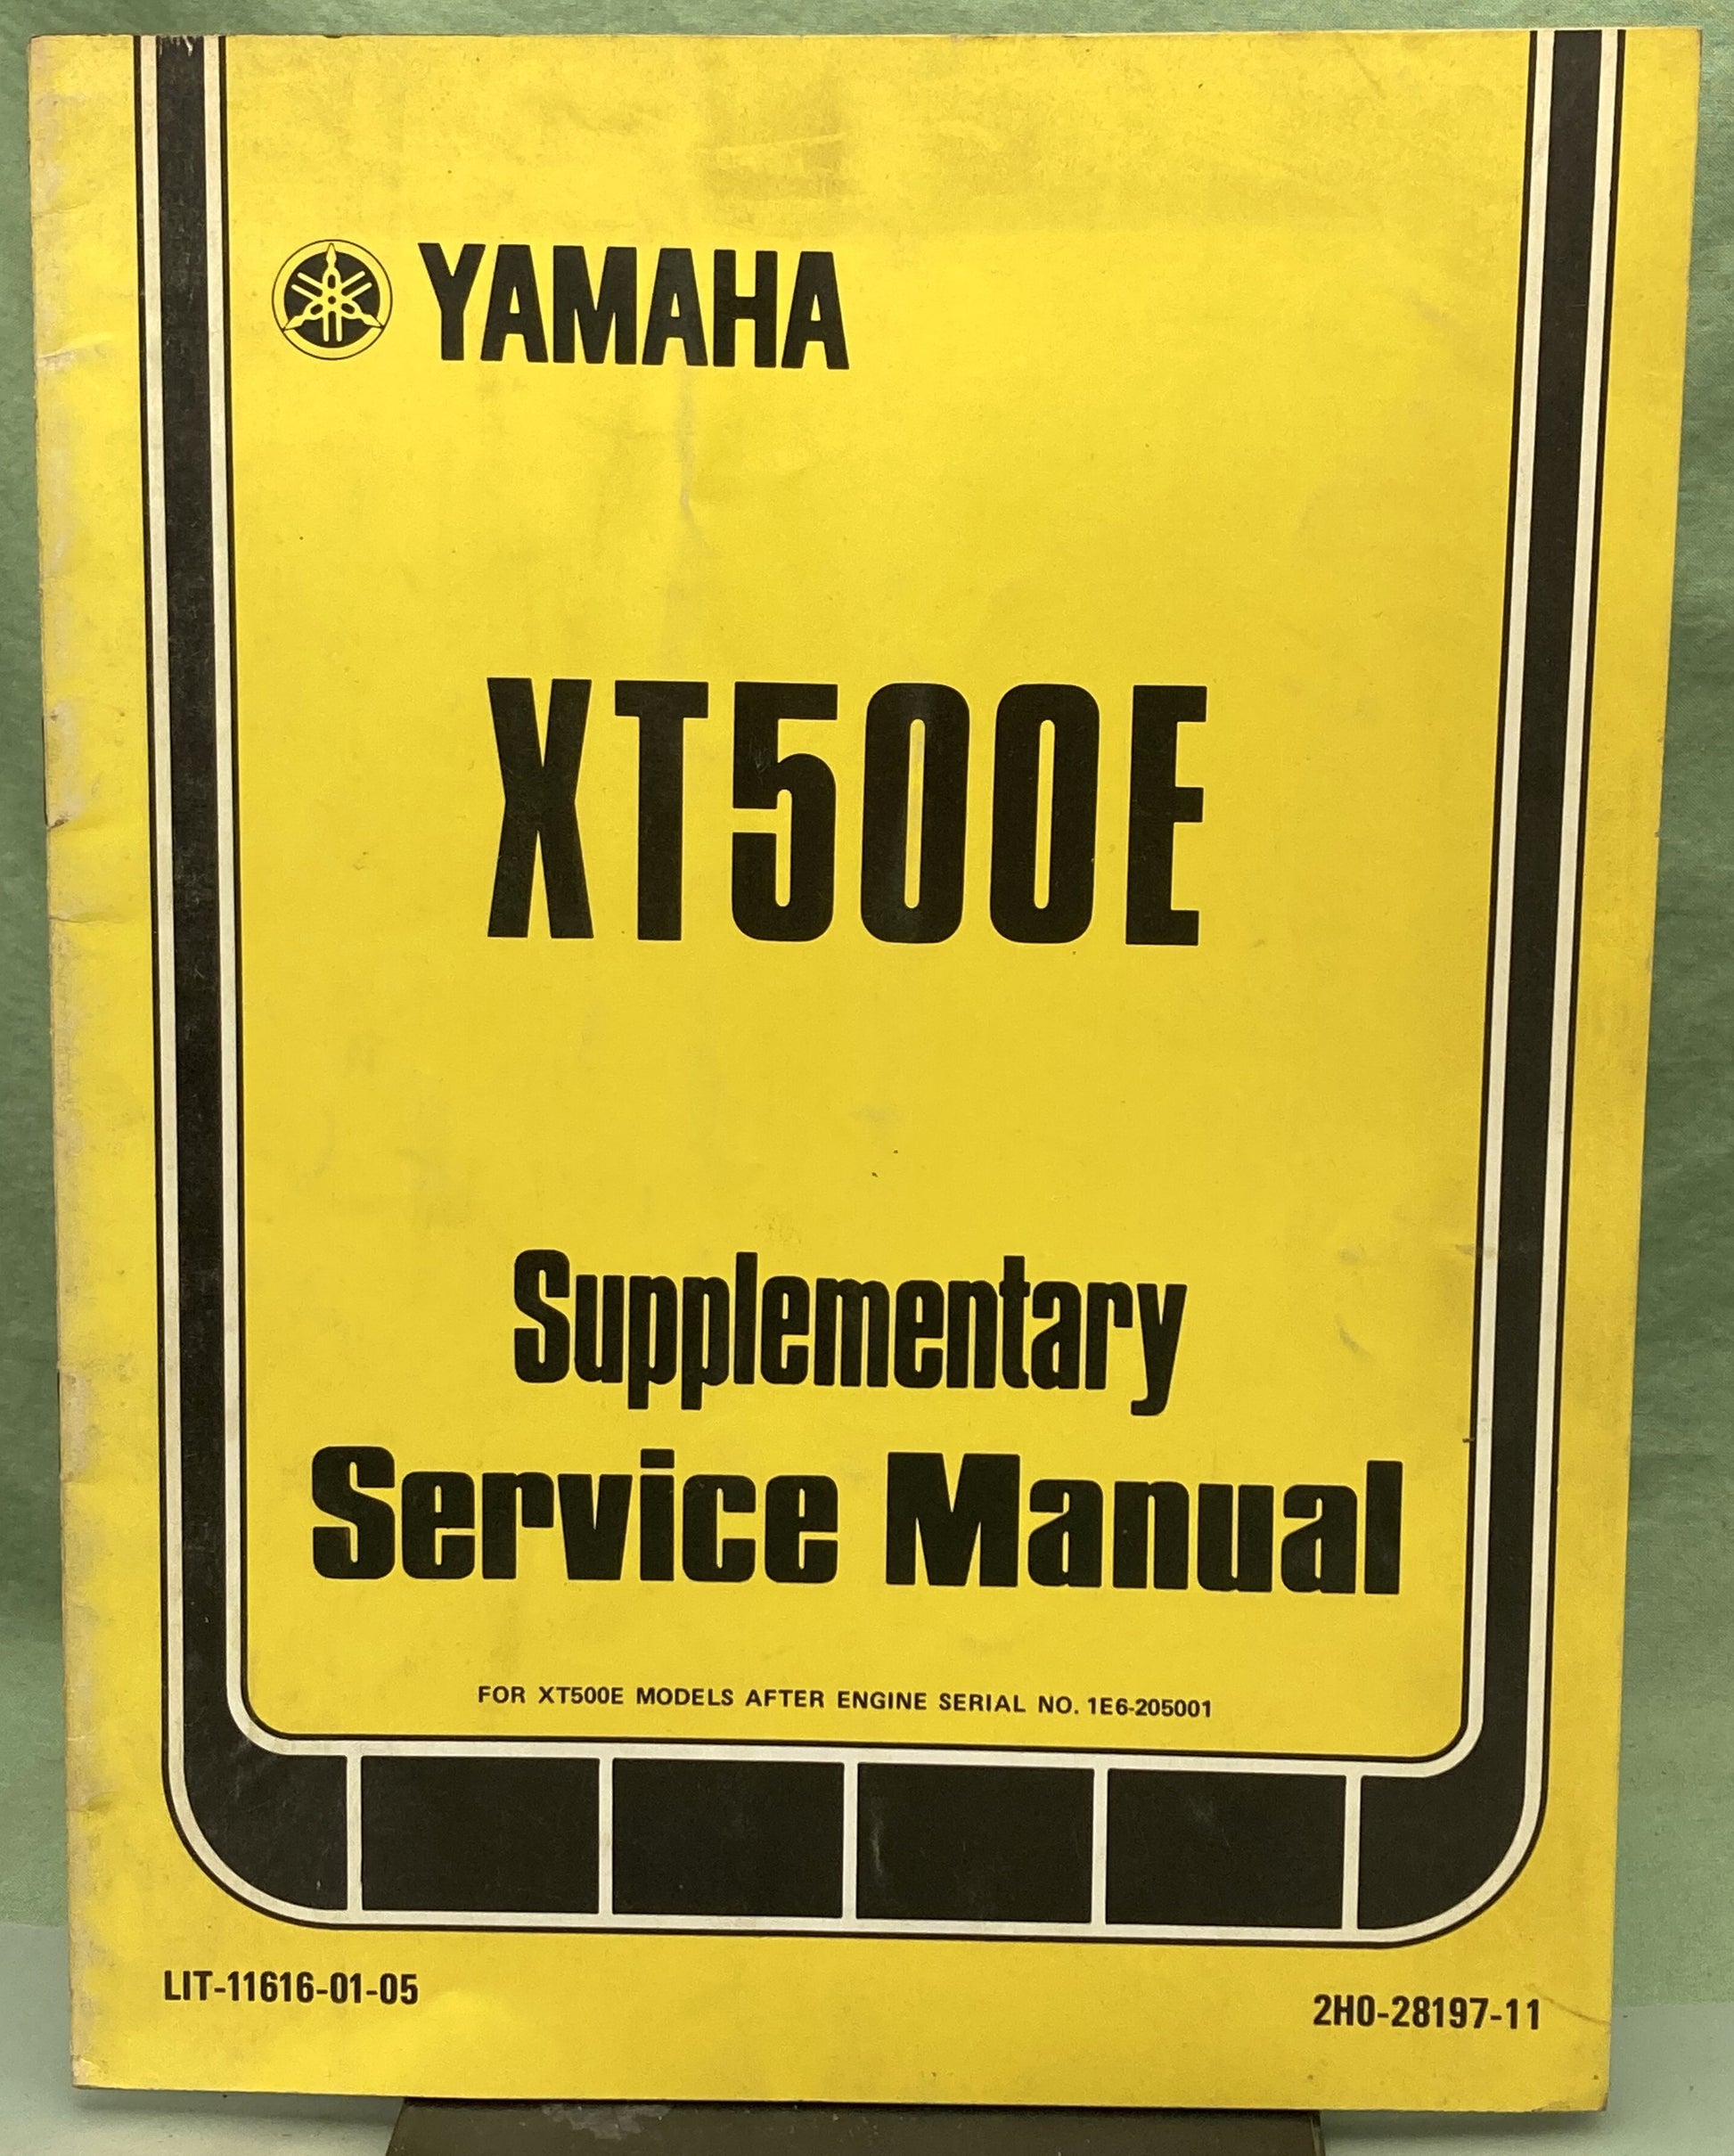 YAMAHA
XT500E
Supplementary
Service Manual
FOR XT500E MODELS AFTER ENGINE SERIAL NO. 1E6-205001
LIT-11616-01-05
2H0-28197-11